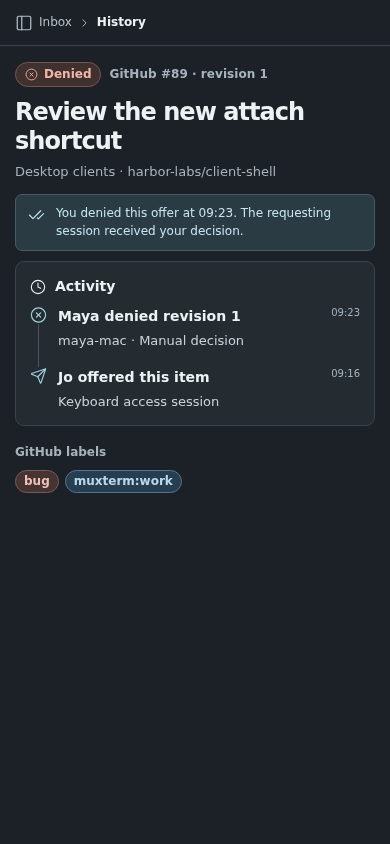 Inbox > History
Denied GitHub #89 · revision 1
Review the new attach
shortcut
Desktop clients · harbor-labs/client-shell
You denied this offer at 09:23. The requesting
session received your decision.
Activity
Maya denied revision 1 09:23
maya-mac · Manual decision
Jo offered this item 09:16
Keyboard access session
GitHub labels
bug muxterm:work